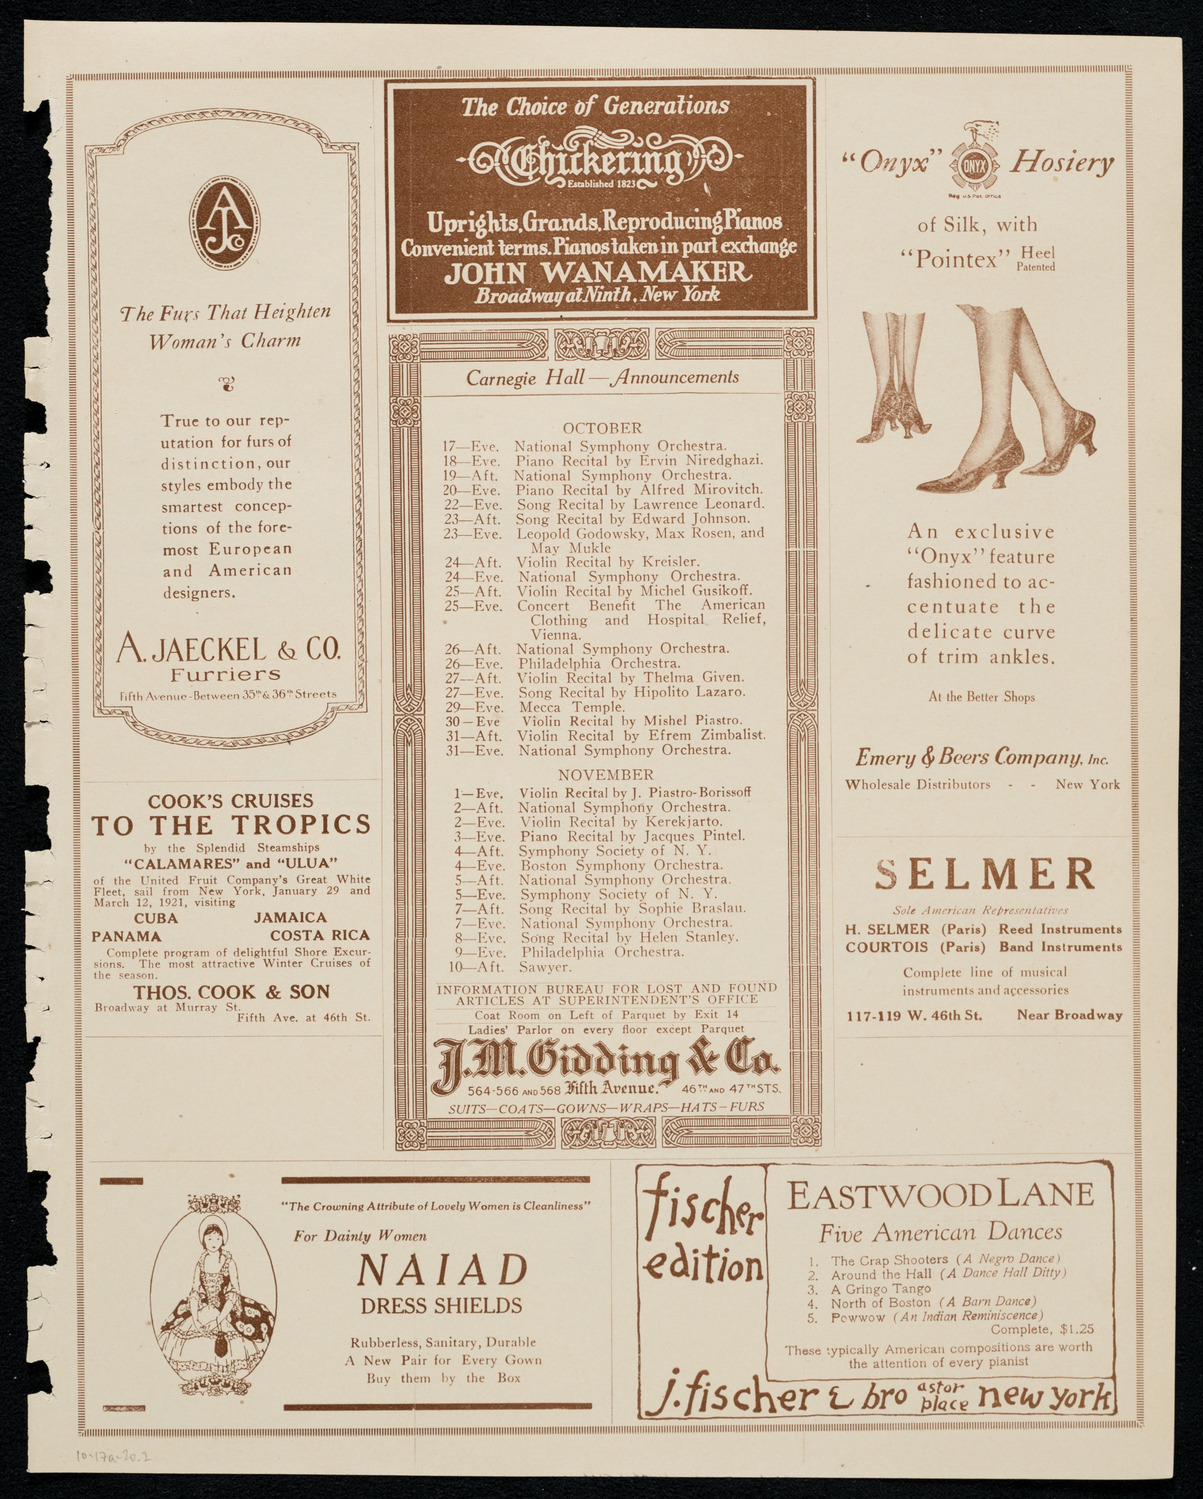 AJCo
The Furs That Heighten
Woman's Charm
True to our rep-
utation for furs of
distinction, our
styles embody the
smartest concep-
tions of the fore-
most European
and American
designers.
A. JAECKEL & CO.
Furriers
Fifth Avenue-Between 35th & 36th Streets
COOK'S CRUISES
TO THE TROPICS
by the Splendid Steamships
"CALAMARES" and "ULUA"
of the United Fruit Company's Great White
Fleet, sail from New York, January 29 and
March 12, 1921, visiting
CUBA JAMAICA
PANAMA COSTA RICA
Complete program of delightful Shore Excur-
sions. The most attractive Winter Cruises of
the season.
THOS. COOK & SON
Broadway at Murray St.
Fifth Ave. at 46th St.
The Choice of Generations
Chickering
Established 1823
Uprights, Grands, Reproducing Pianos
Convenient terms. Pianos taken in part exchange
JOHN WANAMAKER
Broadway at Ninth, New York
Carnegie Hall — Announcements
OCTOBER
17—Eve. National Symphony Orchestra.
18—Eve. Piano Recital by Ervin Niredghazi.
19—Aft. National Symphony Orchestra.
20—Eve. Piano Recital by Alfred Mirovitch.
22—Eve. Song Recital by Lawrence Leonard.
23—Aft. Song Recital by Edward Johnson.
23—Eve. Leopold Godowsky, Max Rosen, and
May Mukle
24—Aft. Violin Recital by Kreisler.
24—Eve. National Symphony Orchestra.
25—Aft. Violin Recital by Michel Gusikoff.
25—Eve. Concert Benefit The American
Clothing and Hospital Relief,
Vienna.
26—Aft. National Symphony Orchestra.
26—Eve. Philadelphia Orchestra.
27—Aft. Violin Recital by Thelma Given.
27—Eve. Song Recital by Hipolito Lazaro.
29—Eve. Mecca Temple.
30—Eve Violin Recital by Mishel Piastro.
31—Aft. Violin Recital by Efrem Zimbalist.
31—Eve. National Symphony Orchestra.
NOVEMBER
1—Eve. Violin Recital by J. Piastro-Borissoff
2—Aft. National Symphony Orchestra.
2—Eve. Violin Recital by Kerekjarto.
3—Eve. Piano Recital by Jacques Pintel.
4—Aft. Symphony Society of N. Y.
4—Eve. Boston Symphony Orchestra.
5—Aft. National Symphony Orchestra.
5—Eve. Symphony Society of N. Y.
7—Aft. Song Recital by Sophie Braslau.
7—Eve. National Symphony Orchestra.
8—Eve. Song Recital by Helen Stanley.
9—Eve. Philadelphia Orchestra.
10—Aft. Sawyer.
INFORMATION BUREAU FOR LOST AND FOUND
ARTICLES AT SUPERINTENDENT'S OFFICE
Coat Room on Left of Parquet by Exit 14
Ladies' Parlor on every floor except Parquet
J. M. Gidding & Co.
564-566 AND 568 Fifth Avenue. 46TH AND 47TH STS.
SUITS—COATS—GOWNS—WRAPS—HATS—FURS
"Onyx" ONYX Hosiery
Reg. U.S. Pat. Office
of Silk, with
"Pointex" Heel
Patented
An exclusive
"Onyx" feature
fashioned to ac-
centuate the
delicate curve
of trim ankles.
At the Better Shops
Emery & Beers Company, Inc.
Wholesale Distributors - - New York
SELMER
Sole American Representatives
H. SELMER (Paris) Reed Instruments
COURTOIS (Paris) Band Instruments
Complete line of musical
instruments and accessories
117-119 W. 46th St. Near Broadway
"The Crowning Attribute of Lovely Women is Cleanliness"
For Dainty Women
NAIAD
DRESS SHIELDS
Rubberless, Sanitary, Durable
A New Pair for Every Gown
Buy them by the Box
fischer
edition
EASTWOOD LANE
Five American Dances
1. The Crap Shooters (A Negro Dance)
2. Around the Hall (A Dance Hall Ditty)
3. A Gringo Tango
4. North of Boston (A Barn Dance)
5. Powwow (An Indian Reminiscence)
Complete, $1.25
These typically American compositions are worth
the attention of every pianist
j. fischer & bro astor place new york
10-17a-20.2